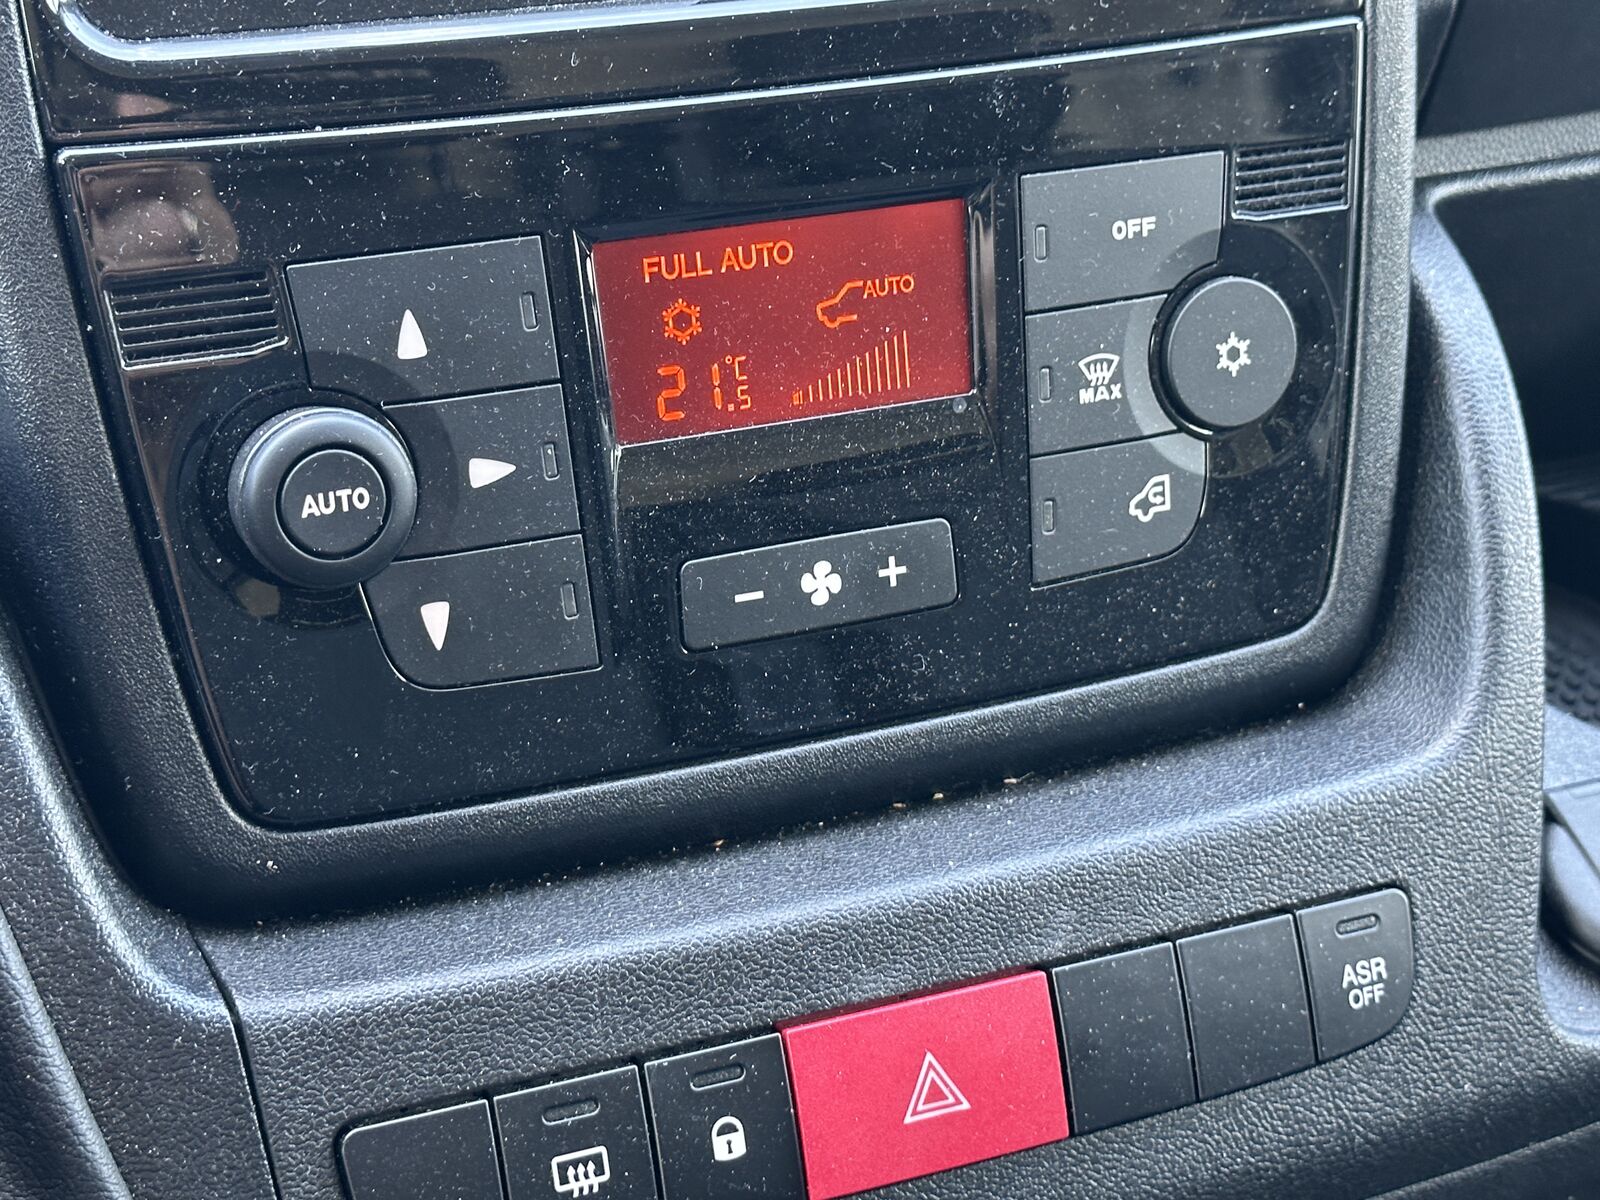 FULL AUTO
AUTO
21.5 °C
OFF
MAX
AUTO
- +
ASR
OFF